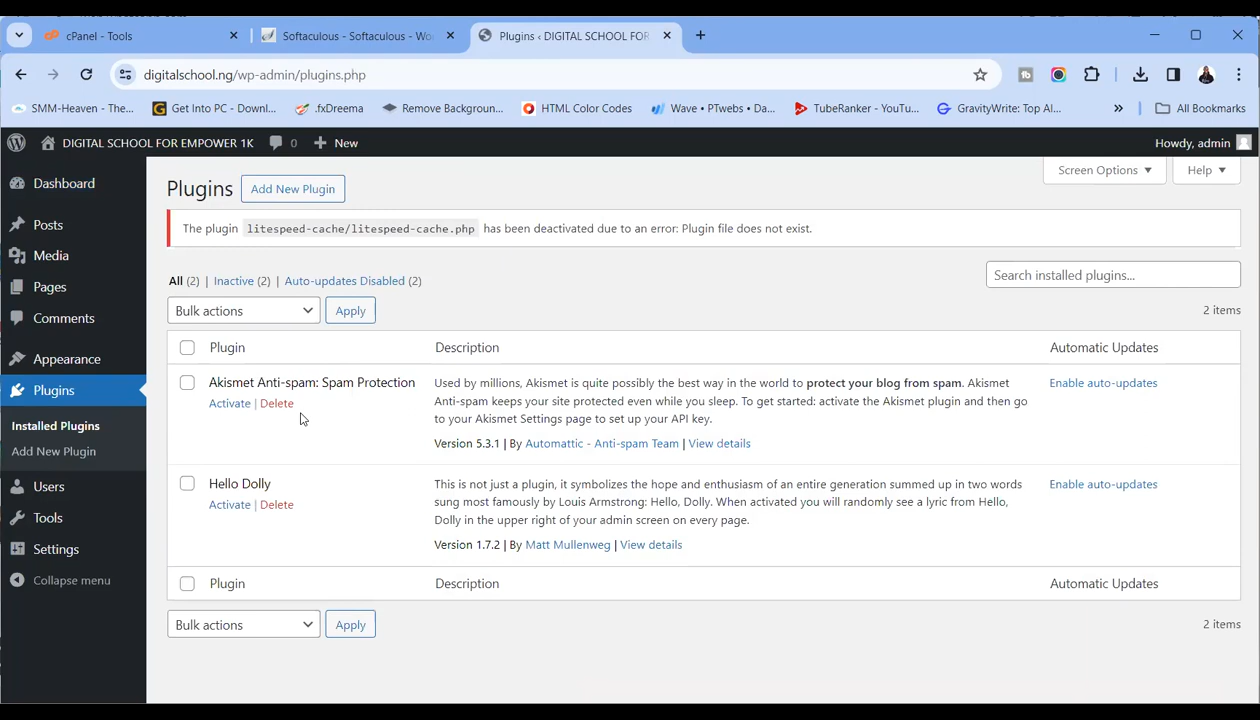 cPanel - Tools
Softaculous - Softaculous - Wo
Plugins ‹ DIGITAL SCHOOL FOR
digitalschool.ng/wp-admin/plugins.php
SMM-Heaven - The...
Get Into PC - Downl...
.fxDreema
Remove Backgroun...
HTML Color Codes
Wave • PTwebs • Da...
TubeRanker - YouTu...
GravityWrite: Top AI...
All Bookmarks
DIGITAL SCHOOL FOR EMPOWER 1K
0
New
Howdy, admin
Dashboard
Posts
Media
Pages
Comments
Appearance
Plugins
Installed Plugins
Add New Plugin
Users
Tools
Settings
Collapse menu
Screen Options
Help
Plugins
Add New Plugin
The plugin litespeed-cache/litespeed-cache.php has been deactivated due to an error: Plugin file does not exist.
All (2) | Inactive (2) | Auto-updates Disabled (2)
Search installed plugins...
Bulk actions
Apply
2 items
Plugin
Description
Automatic Updates
Akismet Anti-spam: Spam Protection
Activate | Delete
Used by millions, Akismet is quite possibly the best way in the world to protect your blog from spam. Akismet
Anti-spam keeps your site protected even while you sleep. To get started: activate the Akismet plugin and then go
to your Akismet Settings page to set up your API key.
Version 5.3.1 | By Automattic - Anti-spam Team | View details
Enable auto-updates
Hello Dolly
Activate | Delete
This is not just a plugin, it symbolizes the hope and enthusiasm of an entire generation summed up in two words
sung most famously by Louis Armstrong: Hello, Dolly. When activated you will randomly see a lyric from Hello,
Dolly in the upper right of your admin screen on every page.
Version 1.7.2 | By Matt Mullenweg | View details
Enable auto-updates
Plugin
Description
Automatic Updates
Bulk actions
Apply
2 items